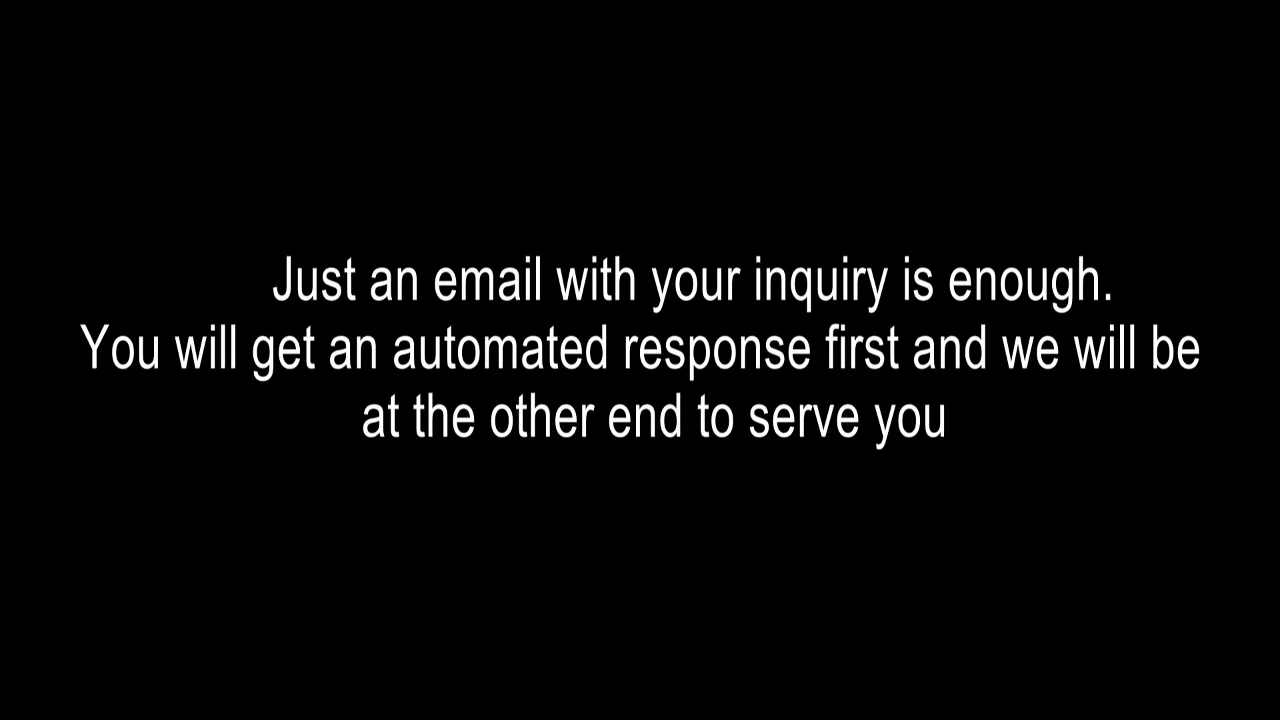 Just an email with your inquiry is enough.
You will get an automated response first and we will be
at the other end to serve you